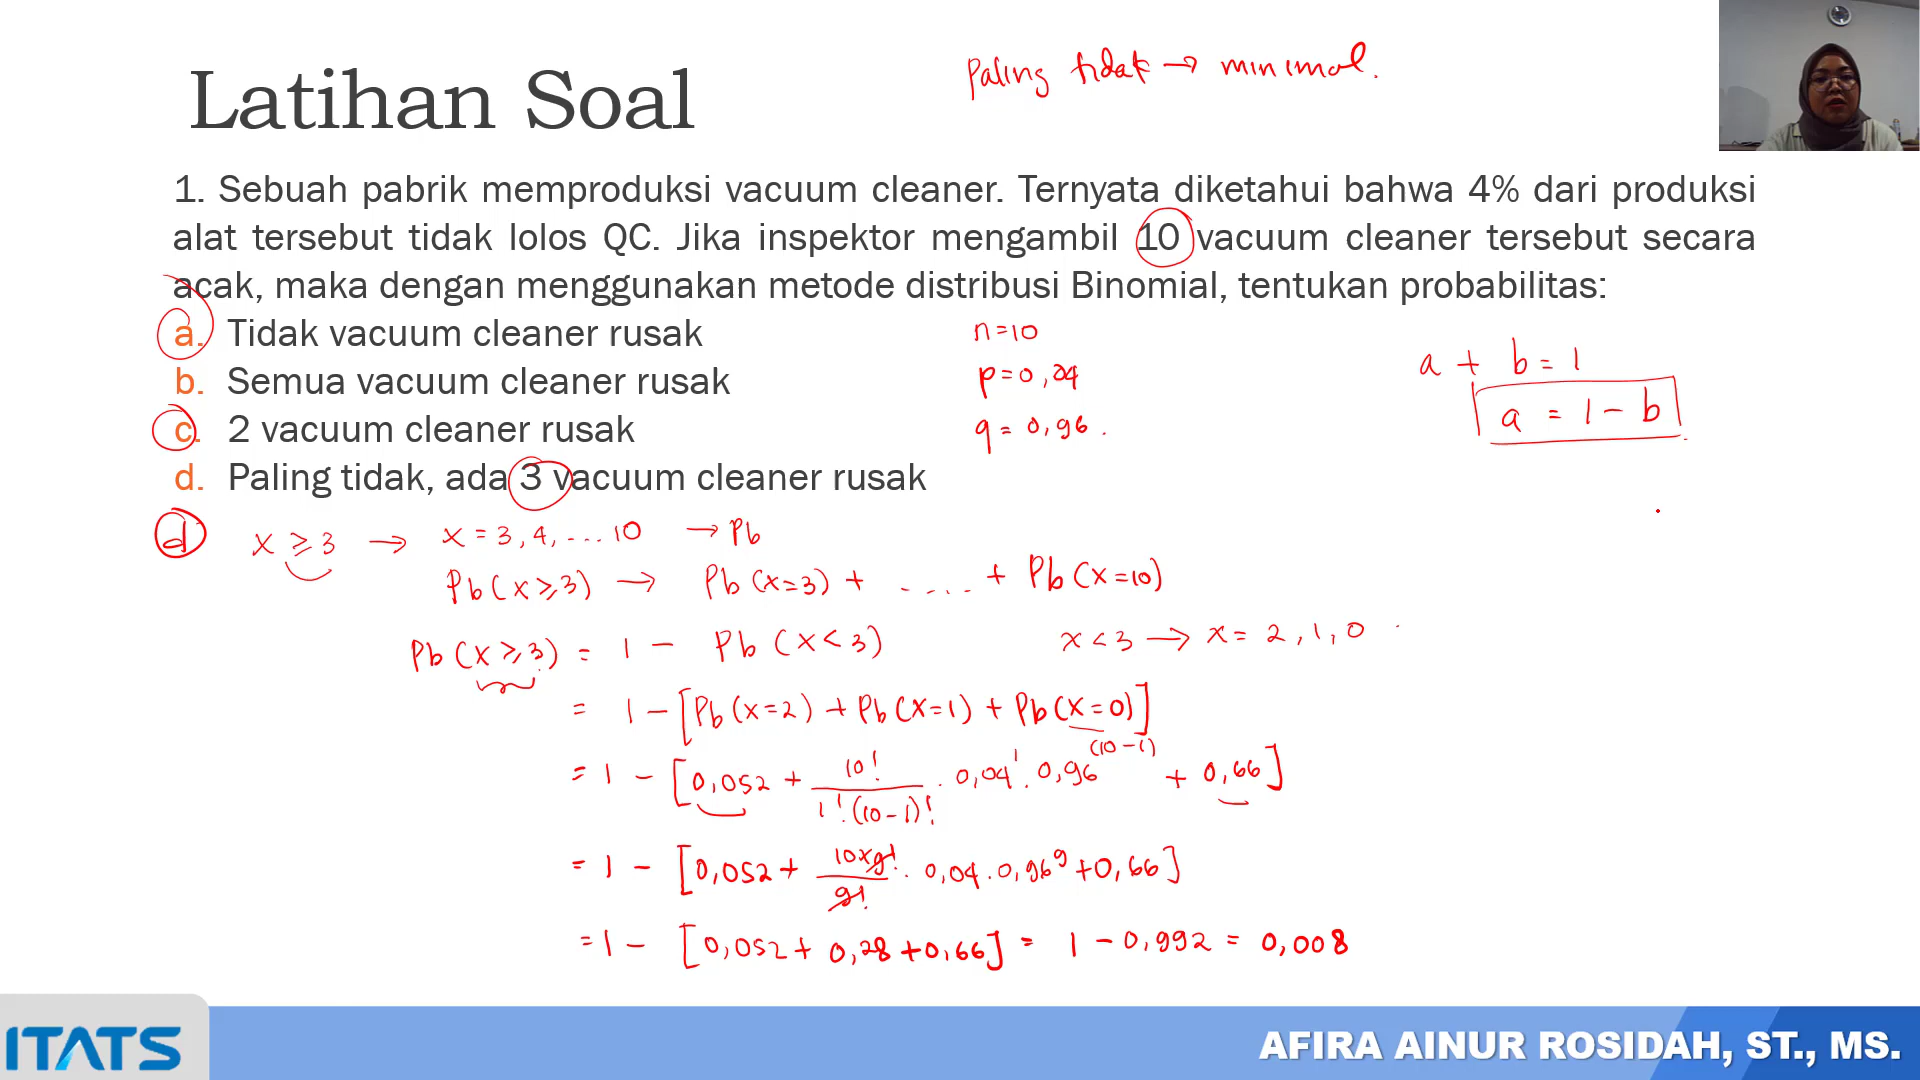 Paling tidak → minimal.
Latihan Soal
1. Sebuah pabrik memproduksi vacuum cleaner. Ternyata diketahui bahwa 4% dari produksi
alat tersebut tidak lolos QC. Jika inspektor mengambil 10 vacuum cleaner tersebut secara
acak, maka dengan menggunakan metode distribusi Binomial, tentukan probabilitas:
a. Tidak vacuum cleaner rusak
b. Semua vacuum cleaner rusak
c. 2 vacuum cleaner rusak
d. Paling tidak, ada 3 vacuum cleaner rusak
n=10
p=0,04
q=0,96.
a + b = 1
a = 1 - b
d x ≥ 3 → x = 3, 4, ... 10 → Pb
Pb(x≥3) → Pb(x=3) + ..... + Pb(x=10)
Pb(x≥3) = 1 - Pb(x<3) x<3 → x = 2, 1, 0
= 1 - [Pb(x=2) + Pb(x=1) + Pb(x=0)]
= 1 - [0,052 + 10!/1!(10-1)! . 0,04^1 . 0,96^(10-1) + 0,66]
= 1 - [0,052 + 10x9!/9! . 0,04 . 0,96^9 + 0,66]
= 1 - [0,052 + 0,28 + 0,66] = 1 - 0,992 = 0,008
ITATS
AFIRA AINUR ROSIDAH, ST., MS.